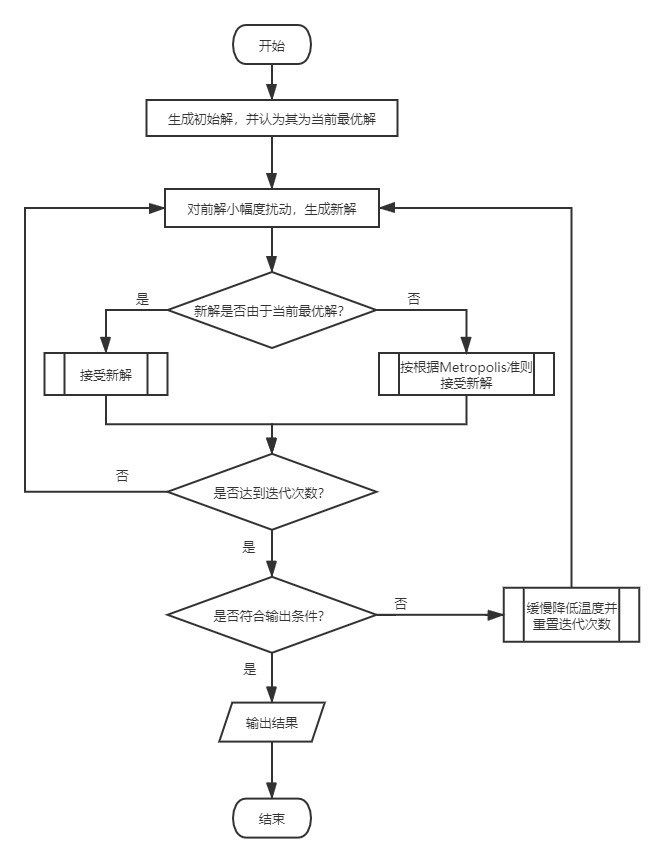 开始
生成初始解，并认为其为当前最优解
对前解小幅度扰动，生成新解
新解是否由于当前最优解？
是
否
接受新解
按根据Metropolis准则
接受新解
是否达到迭代次数？
否
是
是否符合输出条件？
否
缓慢降低温度并
重置迭代次数
是
输出结果
结束